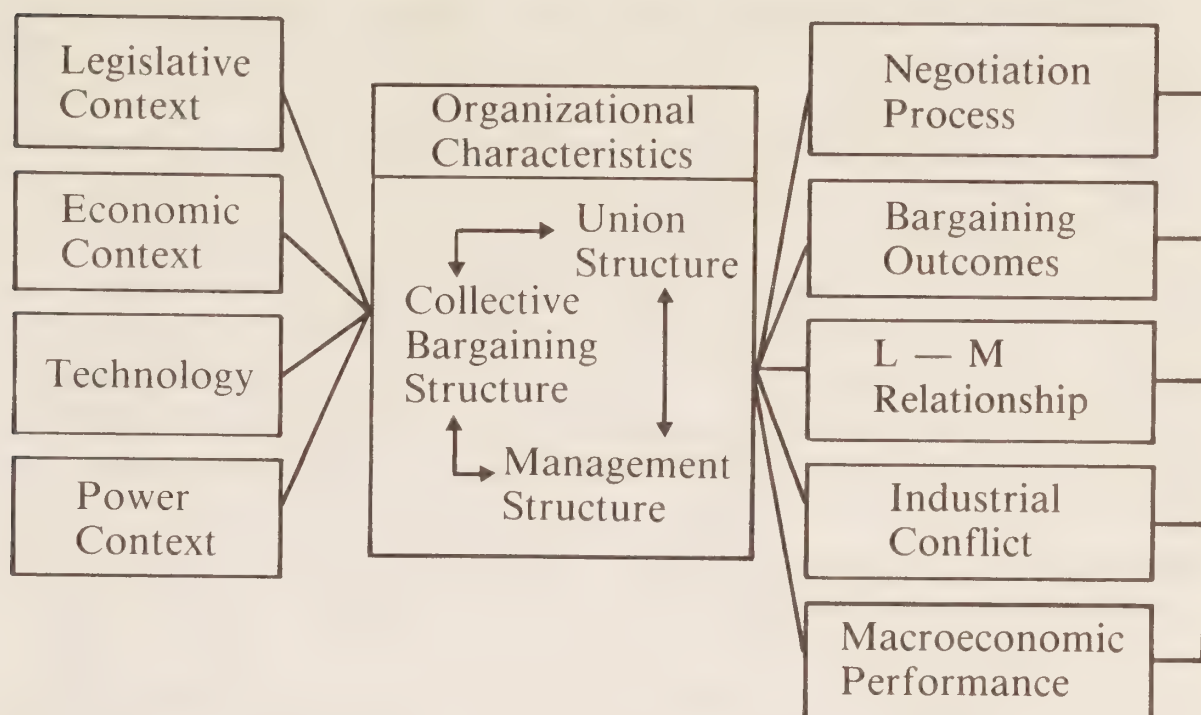 Legislative
Context
Economic
Context
Technology
Power
Context
Organizational
Characteristics
Union
Structure
Collective
Bargaining
Structure
Management
Structure
Negotiation
Process
Bargaining
Outcomes
L — M
Relationship
Industrial
Conflict
Macroeconomic
Performance